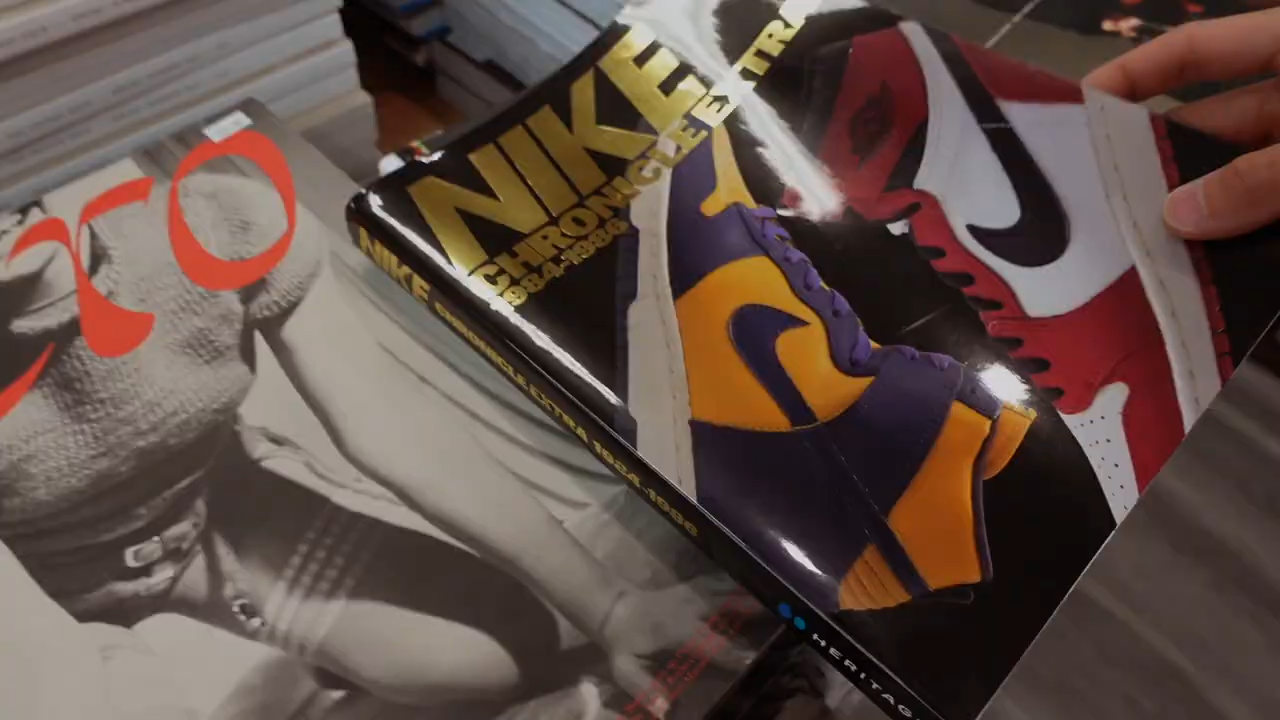 NIKE
CHRONICLE EXTRA
1984-1986
NIKE CHRONICLE EXTRA 1984-1986
HERITAG